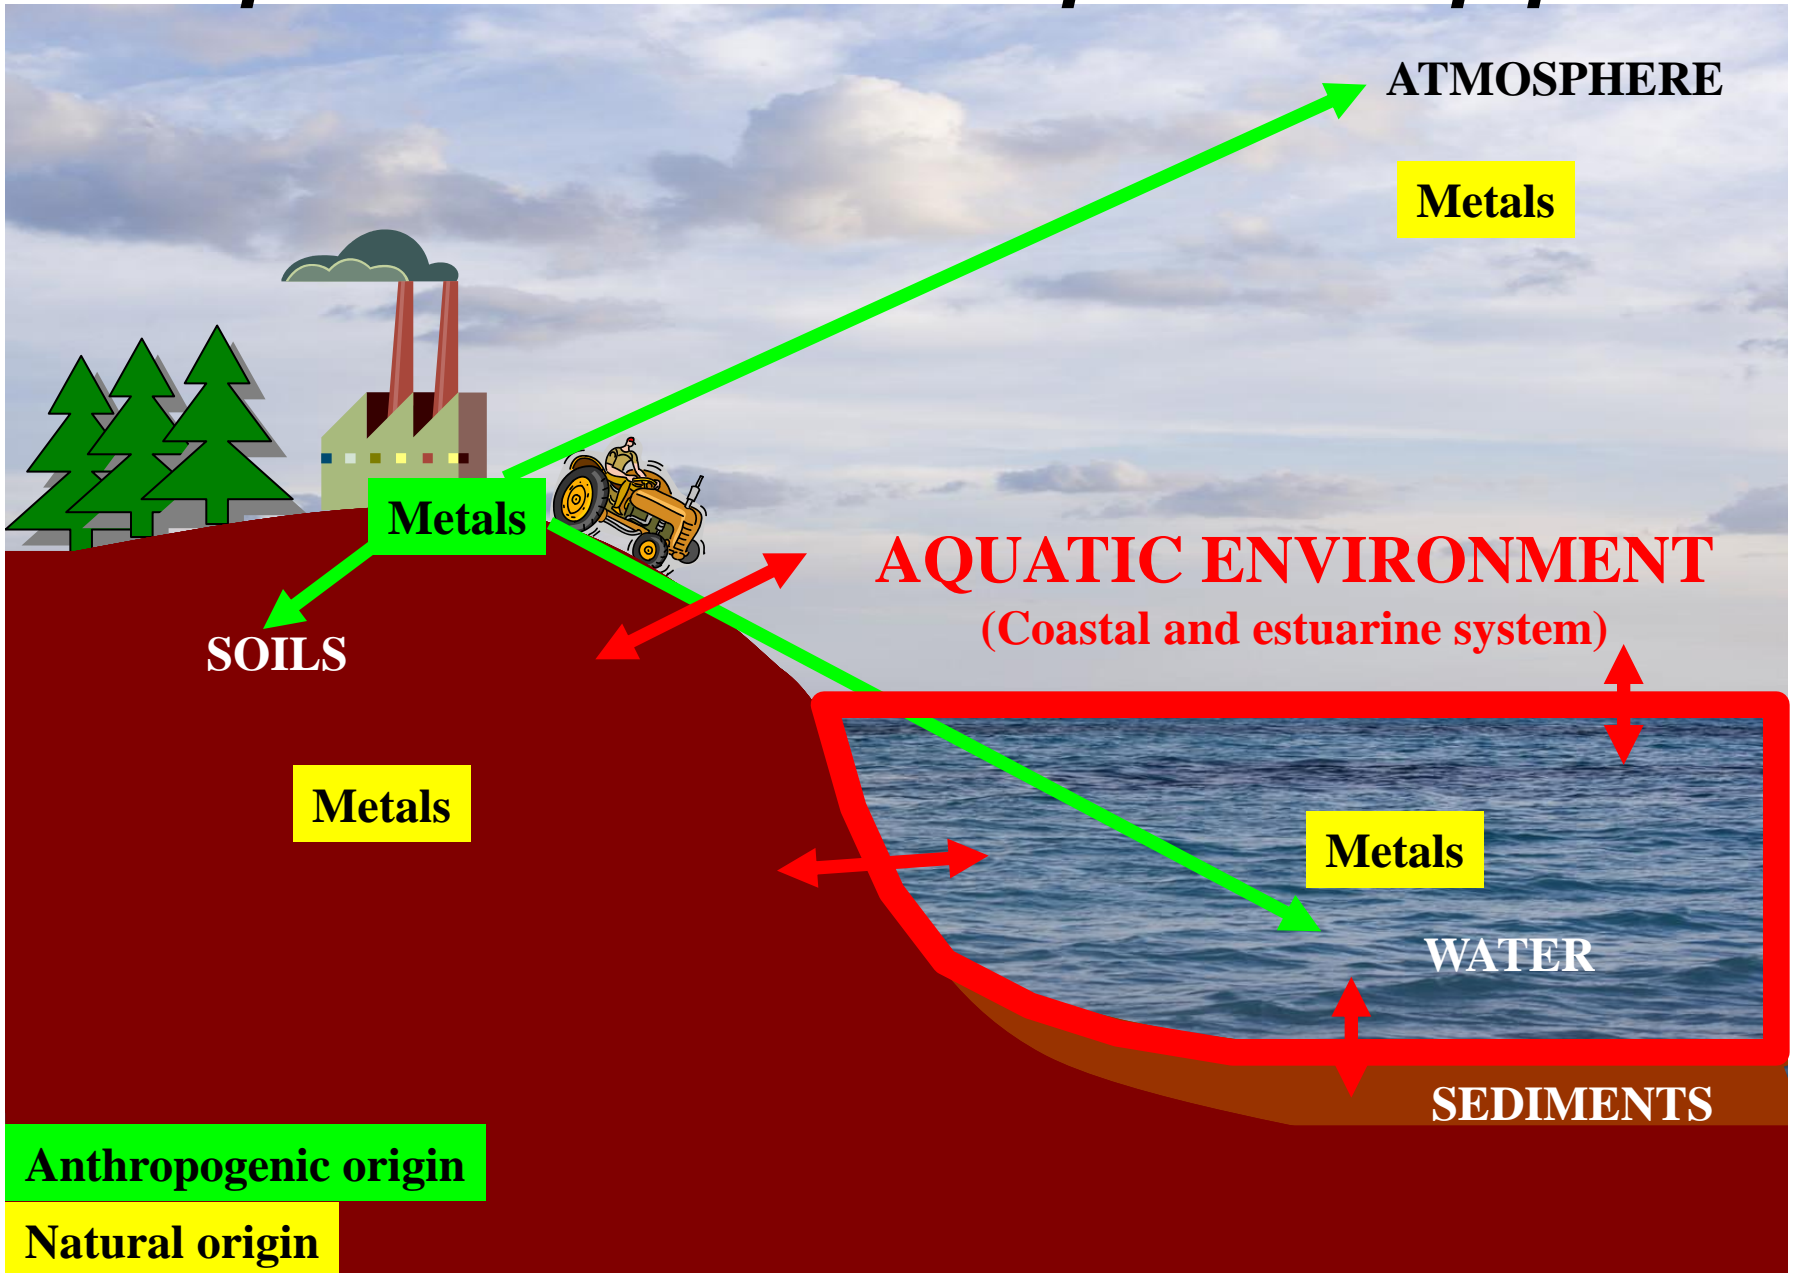 ATMOSPHERE
Metals
Metals
AQUATIC ENVIRONMENT
(Coastal and estuarine system)
SOILS
Metals
Metals
WATER
SEDIMENTS
Anthropogenic origin
Natural origin